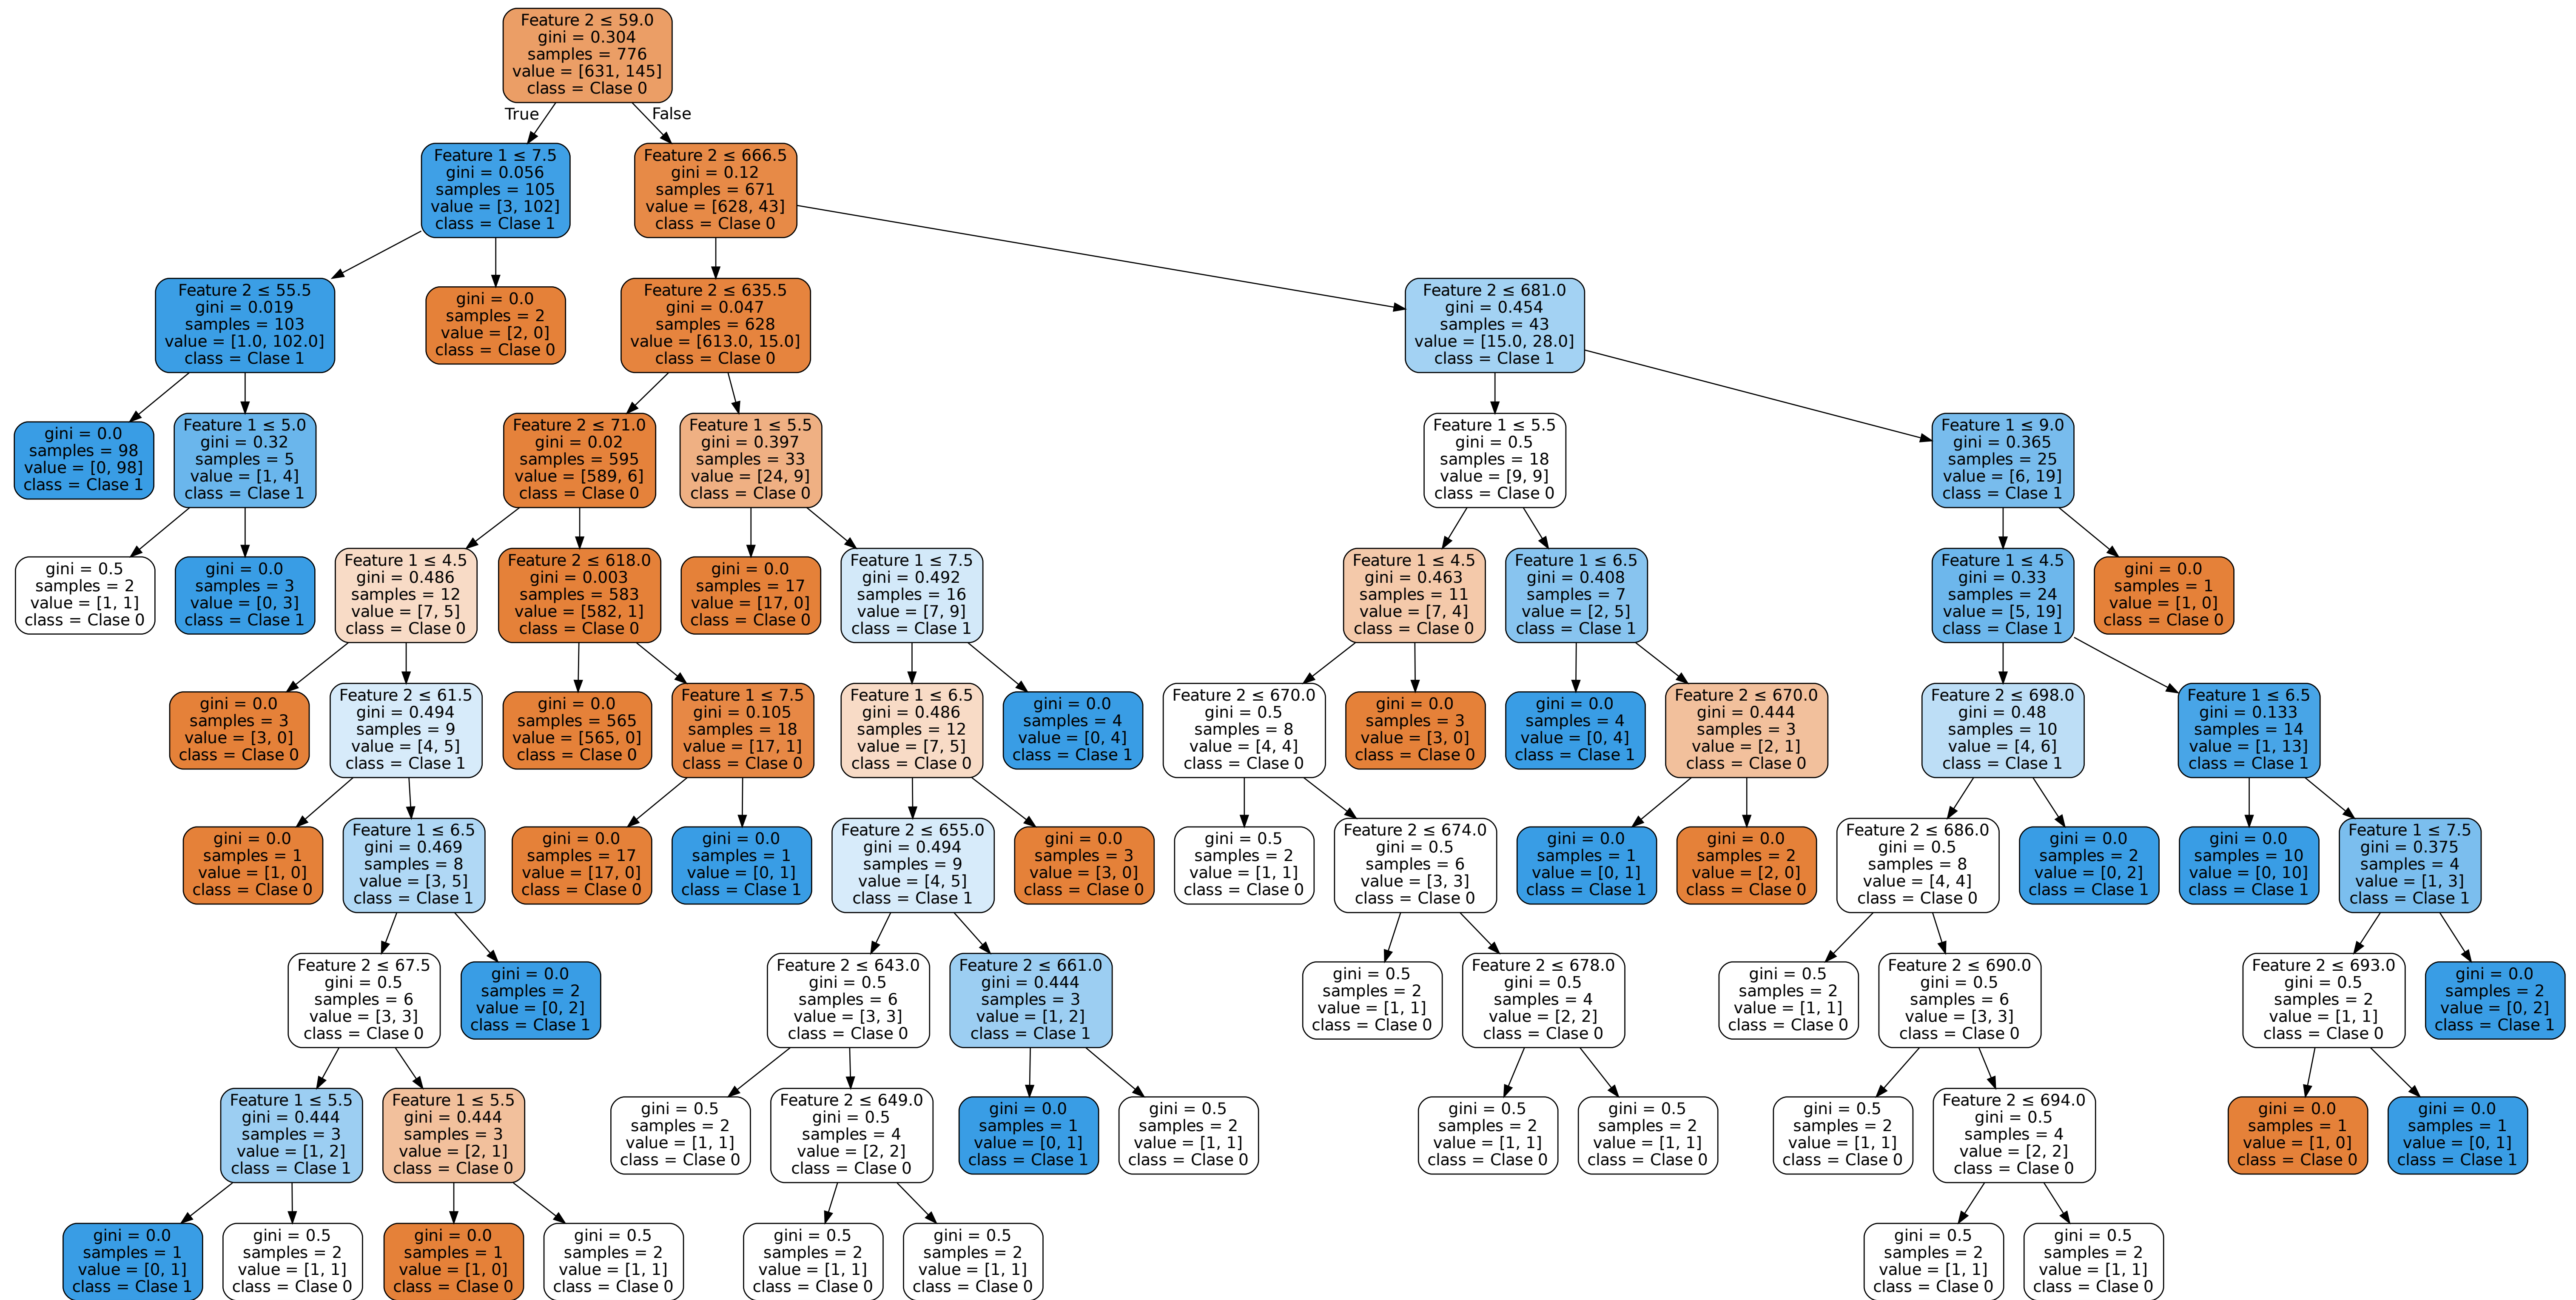 Feature 2 ≤ 59.0
gini = 0.304
samples = 776
value = [631, 145]
class = Clase 0
True
False
Feature 1 ≤ 7.5
gini = 0.056
samples = 105
value = [3, 102]
class = Clase 1
Feature 2 ≤ 666.5
gini = 0.12
samples = 671
value = [628, 43]
class = Clase 0
Feature 2 ≤ 55.5
gini = 0.019
samples = 103
value = [1.0, 102.0]
class = Clase 1
gini = 0.0
samples = 2
value = [2, 0]
class = Clase 0
Feature 2 ≤ 635.5
gini = 0.047
samples = 628
value = [613.0, 15.0]
class = Clase 0
Feature 2 ≤ 681.0
gini = 0.454
samples = 43
value = [15.0, 28.0]
class = Clase 1
gini = 0.0
samples = 98
value = [0, 98]
class = Clase 1
Feature 1 ≤ 5.0
gini = 0.32
samples = 5
value = [1, 4]
class = Clase 1
Feature 2 ≤ 71.0
gini = 0.02
samples = 595
value = [589, 6]
class = Clase 0
Feature 1 ≤ 5.5
gini = 0.397
samples = 33
value = [24, 9]
class = Clase 0
Feature 1 ≤ 5.5
gini = 0.5
samples = 18
value = [9, 9]
class = Clase 0
Feature 1 ≤ 9.0
gini = 0.365
samples = 25
value = [6, 19]
class = Clase 1
gini = 0.5
samples = 2
value = [1, 1]
class = Clase 0
gini = 0.0
samples = 3
value = [0, 3]
class = Clase 1
Feature 1 ≤ 4.5
gini = 0.486
samples = 12
value = [7, 5]
class = Clase 0
Feature 2 ≤ 618.0
gini = 0.003
samples = 583
value = [582, 1]
class = Clase 0
gini = 0.0
samples = 17
value = [17, 0]
class = Clase 0
Feature 1 ≤ 7.5
gini = 0.492
samples = 16
value = [7, 9]
class = Clase 1
Feature 1 ≤ 4.5
gini = 0.463
samples = 11
value = [7, 4]
class = Clase 0
Feature 1 ≤ 6.5
gini = 0.408
samples = 7
value = [2, 5]
class = Clase 1
Feature 1 ≤ 4.5
gini = 0.33
samples = 24
value = [5, 19]
class = Clase 1
gini = 0.0
samples = 1
value = [1, 0]
class = Clase 0
gini = 0.0
samples = 3
value = [3, 0]
class = Clase 0
Feature 2 ≤ 61.5
gini = 0.494
samples = 9
value = [4, 5]
class = Clase 1
gini = 0.0
samples = 565
value = [565, 0]
class = Clase 0
Feature 1 ≤ 7.5
gini = 0.105
samples = 18
value = [17, 1]
class = Clase 0
Feature 1 ≤ 6.5
gini = 0.486
samples = 12
value = [7, 5]
class = Clase 0
gini = 0.0
samples = 4
value = [0, 4]
class = Clase 1
Feature 2 ≤ 670.0
gini = 0.5
samples = 8
value = [4, 4]
class = Clase 0
gini = 0.0
samples = 3
value = [3, 0]
class = Clase 0
gini = 0.0
samples = 4
value = [0, 4]
class = Clase 1
Feature 2 ≤ 670.0
gini = 0.444
samples = 3
value = [2, 1]
class = Clase 0
Feature 2 ≤ 698.0
gini = 0.48
samples = 10
value = [4, 6]
class = Clase 1
Feature 1 ≤ 6.5
gini = 0.133
samples = 14
value = [1, 13]
class = Clase 1
gini = 0.0
samples = 1
value = [1, 0]
class = Clase 0
Feature 1 ≤ 6.5
gini = 0.469
samples = 8
value = [3, 5]
class = Clase 1
gini = 0.0
samples = 17
value = [17, 0]
class = Clase 0
gini = 0.0
samples = 1
value = [0, 1]
class = Clase 1
Feature 2 ≤ 655.0
gini = 0.494
samples = 9
value = [4, 5]
class = Clase 1
gini = 0.0
samples = 3
value = [3, 0]
class = Clase 0
gini = 0.5
samples = 2
value = [1, 1]
class = Clase 0
Feature 2 ≤ 674.0
gini = 0.5
samples = 6
value = [3, 3]
class = Clase 0
gini = 0.0
samples = 1
value = [0, 1]
class = Clase 1
gini = 0.0
samples = 2
value = [2, 0]
class = Clase 0
Feature 2 ≤ 686.0
gini = 0.5
samples = 8
value = [4, 4]
class = Clase 0
gini = 0.0
samples = 2
value = [0, 2]
class = Clase 1
gini = 0.0
samples = 10
value = [0, 10]
class = Clase 1
Feature 1 ≤ 7.5
gini = 0.375
samples = 4
value = [1, 3]
class = Clase 1
Feature 2 ≤ 67.5
gini = 0.5
samples = 6
value = [3, 3]
class = Clase 0
gini = 0.0
samples = 2
value = [0, 2]
class = Clase 1
Feature 2 ≤ 643.0
gini = 0.5
samples = 6
value = [3, 3]
class = Clase 0
Feature 2 ≤ 661.0
gini = 0.444
samples = 3
value = [1, 2]
class = Clase 1
gini = 0.5
samples = 2
value = [1, 1]
class = Clase 0
Feature 2 ≤ 678.0
gini = 0.5
samples = 4
value = [2, 2]
class = Clase 0
gini = 0.5
samples = 2
value = [1, 1]
class = Clase 0
Feature 2 ≤ 690.0
gini = 0.5
samples = 6
value = [3, 3]
class = Clase 0
Feature 2 ≤ 693.0
gini = 0.5
samples = 2
value = [1, 1]
class = Clase 0
gini = 0.0
samples = 2
value = [0, 2]
class = Clase 1
Feature 1 ≤ 5.5
gini = 0.444
samples = 3
value = [1, 2]
class = Clase 1
Feature 1 ≤ 5.5
gini = 0.444
samples = 3
value = [2, 1]
class = Clase 0
gini = 0.5
samples = 2
value = [1, 1]
class = Clase 0
Feature 2 ≤ 649.0
gini = 0.5
samples = 4
value = [2, 2]
class = Clase 0
gini = 0.0
samples = 1
value = [0, 1]
class = Clase 1
gini = 0.5
samples = 2
value = [1, 1]
class = Clase 0
gini = 0.5
samples = 2
value = [1, 1]
class = Clase 0
gini = 0.5
samples = 2
value = [1, 1]
class = Clase 0
gini = 0.5
samples = 2
value = [1, 1]
class = Clase 0
Feature 2 ≤ 694.0
gini = 0.5
samples = 4
value = [2, 2]
class = Clase 0
gini = 0.0
samples = 1
value = [1, 0]
class = Clase 0
gini = 0.0
samples = 1
value = [0, 1]
class = Clase 1
gini = 0.0
samples = 1
value = [0, 1]
class = Clase 1
gini = 0.5
samples = 2
value = [1, 1]
class = Clase 0
gini = 0.0
samples = 1
value = [1, 0]
class = Clase 0
gini = 0.5
samples = 2
value = [1, 1]
class = Clase 0
gini = 0.5
samples = 2
value = [1, 1]
class = Clase 0
gini = 0.5
samples = 2
value = [1, 1]
class = Clase 0
gini = 0.5
samples = 2
value = [1, 1]
class = Clase 0
gini = 0.5
samples = 2
value = [1, 1]
class = Clase 0